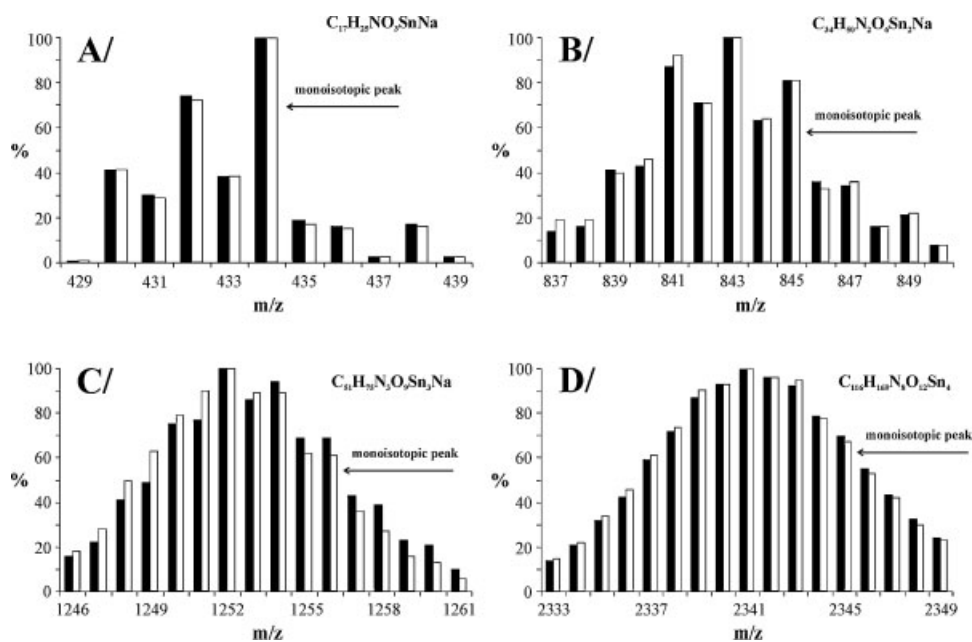 A/
C₁₇H₂₅NO₃SnNa
monoisotopic peak
100
80
60
%
40
20
0
429 431 433 435 437 439
m/z
B/
C₃₄H₅₀N₂O₆Sn₂Na
monoisotopic peak
100
80
60
%
40
20
0
837 839 841 843 845 847 849
m/z
C/
C₅₁H₇₅N₃O₉Sn₃Na
monoisotopic peak
100
80
60
%
40
20
0
1246 1249 1252 1255 1258 1261
m/z
D/
C₁₁₆H₁₆₉N₈O₁₂Sn₄
monoisotopic peak
100
80
60
%
40
20
0
2333 2337 2341 2345 2349
m/z